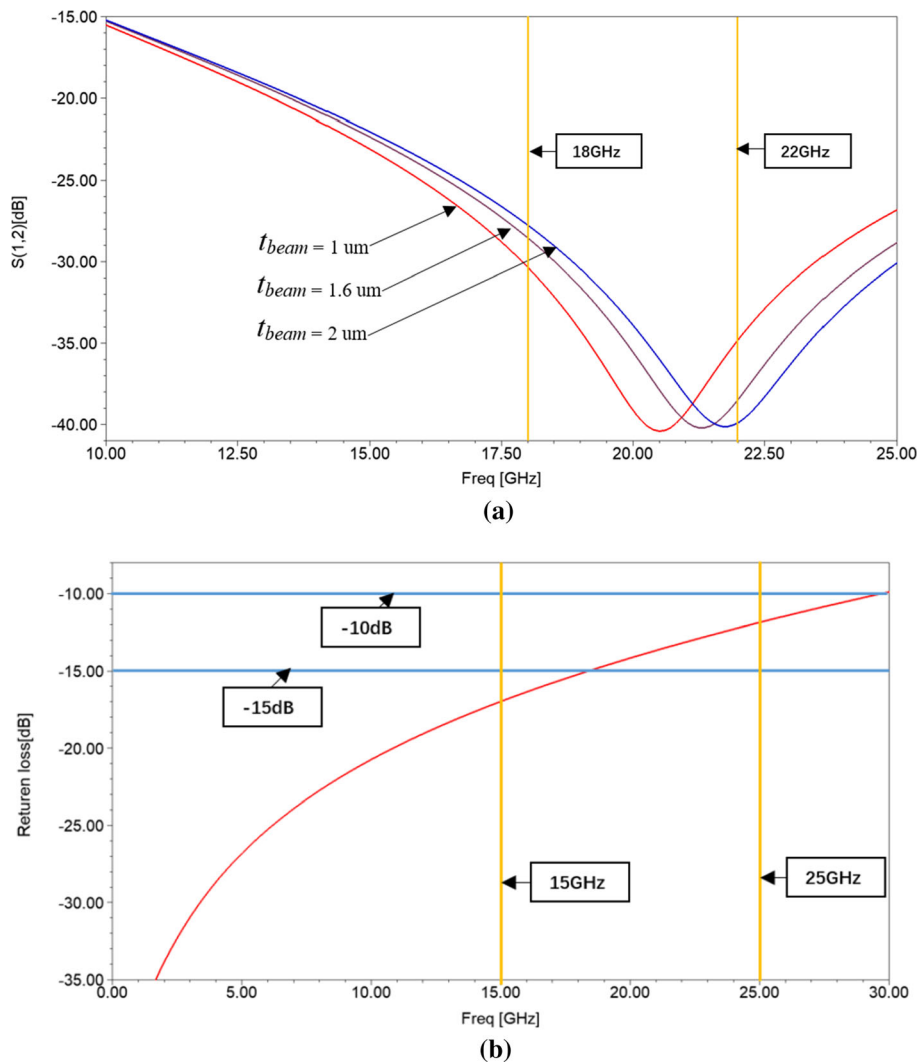 -15.00
-20.00
-25.00
-30.00
-35.00
-40.00
S(1,2)[dB]
18GHz
22GHz
t_beam = 1 um
t_beam = 1.6 um
t_beam = 2 um
10.00 12.50 15.00 17.50 20.00 22.50 25.00
Freq [GHz]
(a)
-10.00
-15.00
-20.00
-25.00
-30.00
-35.00
Returen loss[dB]
-10dB
-15dB
15GHz
25GHz
0.00 5.00 10.00 15.00 20.00 25.00 30.00
Freq [GHz]
(b)